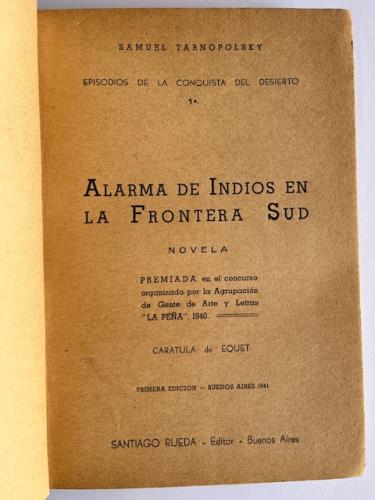 SAMUEL TARNOPOLSKY
EPISODIOS DE LA CONQUISTA DEL DESIERTO
1º.
ALARMA DE INDIOS EN
LA FRONTERA SUD
NOVELA
PREMIADA en el concurso
organizado por la Agrupación
de Gente de Arte y Letras
"LA PEÑA". 1940.
CARATULA de EQUET
PRIMERA EDICION — BUENOS AIRES 1941
SANTIAGO RUEDA - Editor - Buenos Aires